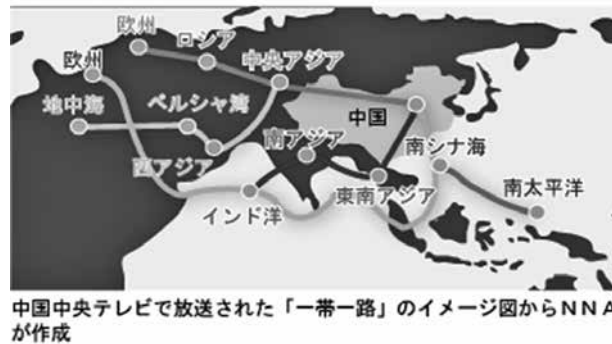 欧州
ロシア
欧州
中央アジア
地中海
ペルシャ湾
中国
南アジア
西アジア
南シナ海
東南アジア
南太平洋
インド洋
中国中央テレビで放送された「一帯一路」のイメージ図からNNA
が作成